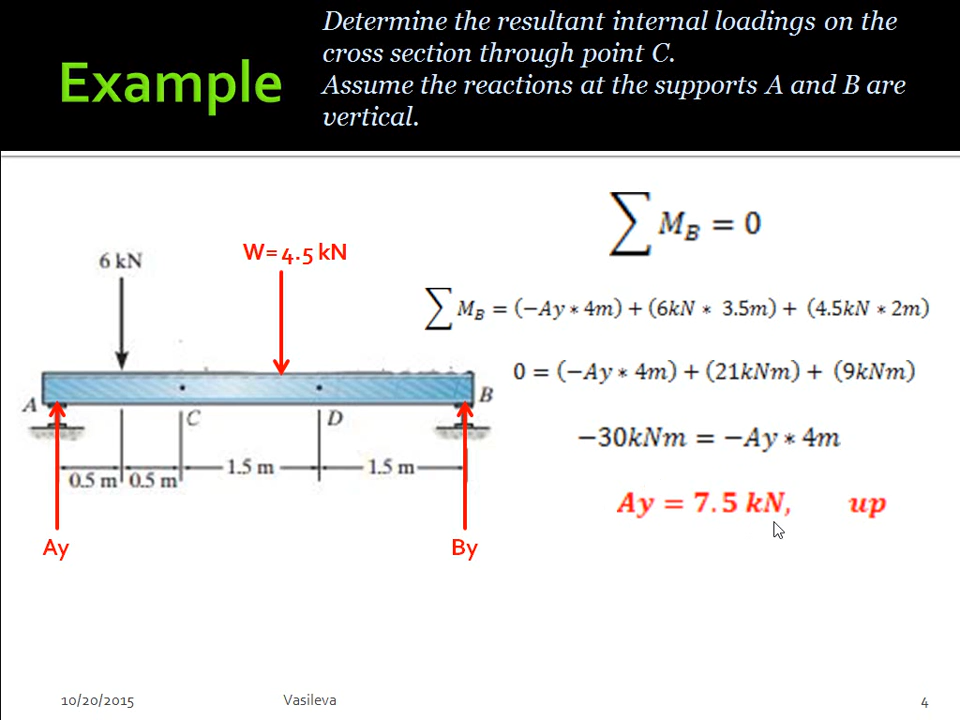 Example
Determine the resultant internal loadings on the
cross section through point C.
Assume the reactions at the supports A and B are
vertical.
∑ M_B = 0
W= 4.5 kN
6 kN
∑ M_B = (−Ay * 4m) + (6kN * 3.5m) + (4.5kN * 2m)
0 = (−Ay * 4m) + (21kNm) + (9kNm)
A
B
C
D
−30kNm = −Ay * 4m
0.5 m 0.5 m 1.5 m 1.5 m
Ay = 7.5 kN, up
Ay
By
10/20/2015 Vasileva 4